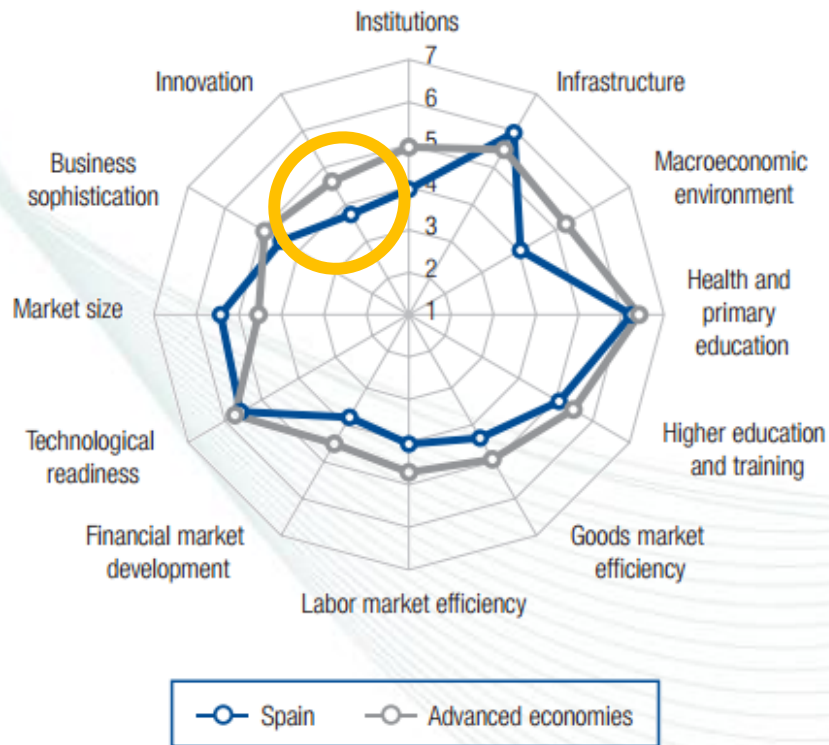 Institutions
7
6
5
4
3
2
1
Infrastructure
Macroeconomic
environment
Health and
primary
education
Higher education
and training
Goods market
efficiency
Labor market efficiency
Financial market
development
Technological
readiness
Market size
Business
sophistication
Innovation
Spain
Advanced economies